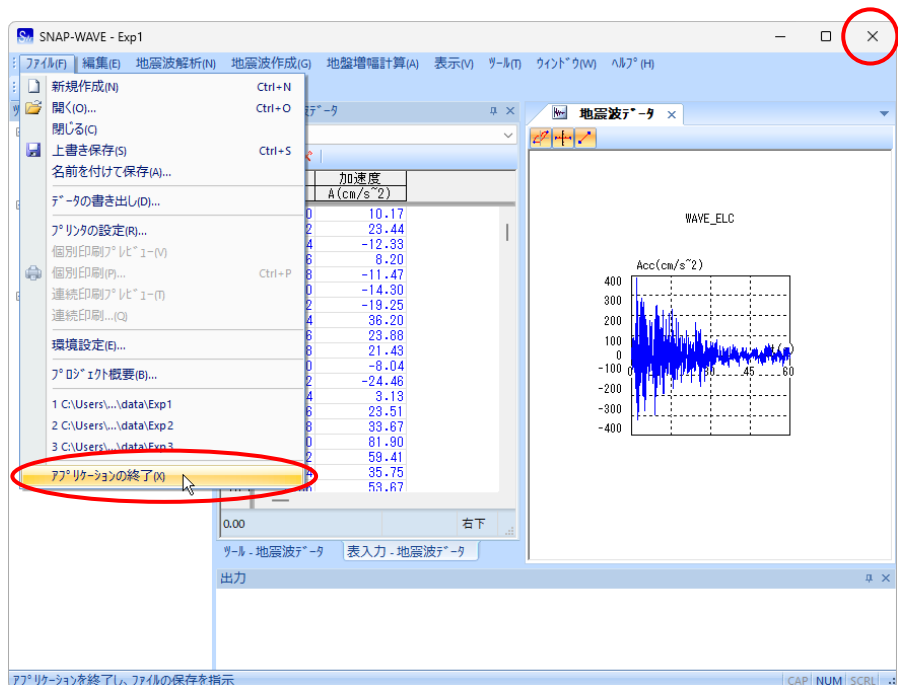 SNAP-WAVE - Exp1
ﾌｧｲﾙ(F) 編集(E) 地震波解析(N) 地震波作成(G) 地盤増幅計算(A) 表示(V) ﾂｰﾙ(T) ｳｨﾝﾄﾞｳ(W) ﾍﾙﾌﾟ(H)
新規作成(N) Ctrl+N
開く(O)... Ctrl+O
閉じる(C)
上書き保存(S) Ctrl+S
名前を付けて保存(A)...
ﾃﾞｰﾀの書き出し(D)...
ﾌﾟﾘﾝﾀの設定(R)...
個別印刷ﾌﾟﾚﾋﾞｭｰ(V)
個別印刷(P)... Ctrl+P
連続印刷ﾌﾟﾚﾋﾞｭｰ(T)
連続印刷...(Q)
環境設定(E)...
ﾌﾟﾛｼﾞｪｸﾄ概要(B)...
1 C:\Users\...\data\Exp1
2 C:\Users\...\data\Exp2
3 C:\Users\...\data\Exp3
ｱﾌﾟﾘｹｰｼｮﾝの終了(X)
加速度
A(cm/s~2)
10.17
23.44
-12.33
8.20
-11.47
-14.30
-19.25
36.20
23.88
21.43
-8.04
-24.46
3.13
23.51
33.67
81.90
59.41
35.75
53.67
0.00 右下
ﾂｰﾙ - 地震波ﾃﾞｰﾀ 表入力 - 地震波ﾃﾞｰﾀ
地震波ﾃﾞｰﾀ
WAVE_ELC
Acc(cm/s~2)
400
300
200
100
0
-100
-200
-300
-400
45 60
出力
ｱﾌﾟﾘｹｰｼｮﾝを終了し、ﾌｧｲﾙの保存を指示
CAP NUM SCRL